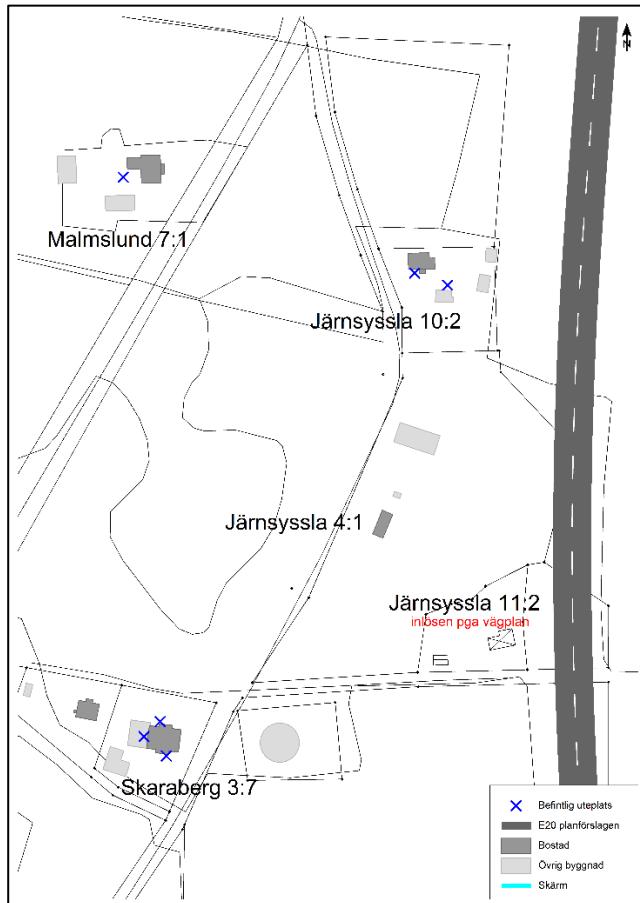 N
Malmslund 7:1
Järnsyssla 10:2
Järnsyssla 4:1
Järnsyssla 11:2
inlösen pga vägplan
Skaraberg 3:7
Befintlig uteplats
E20 planförslagen
Bostad
Övrig byggnad
Skärm